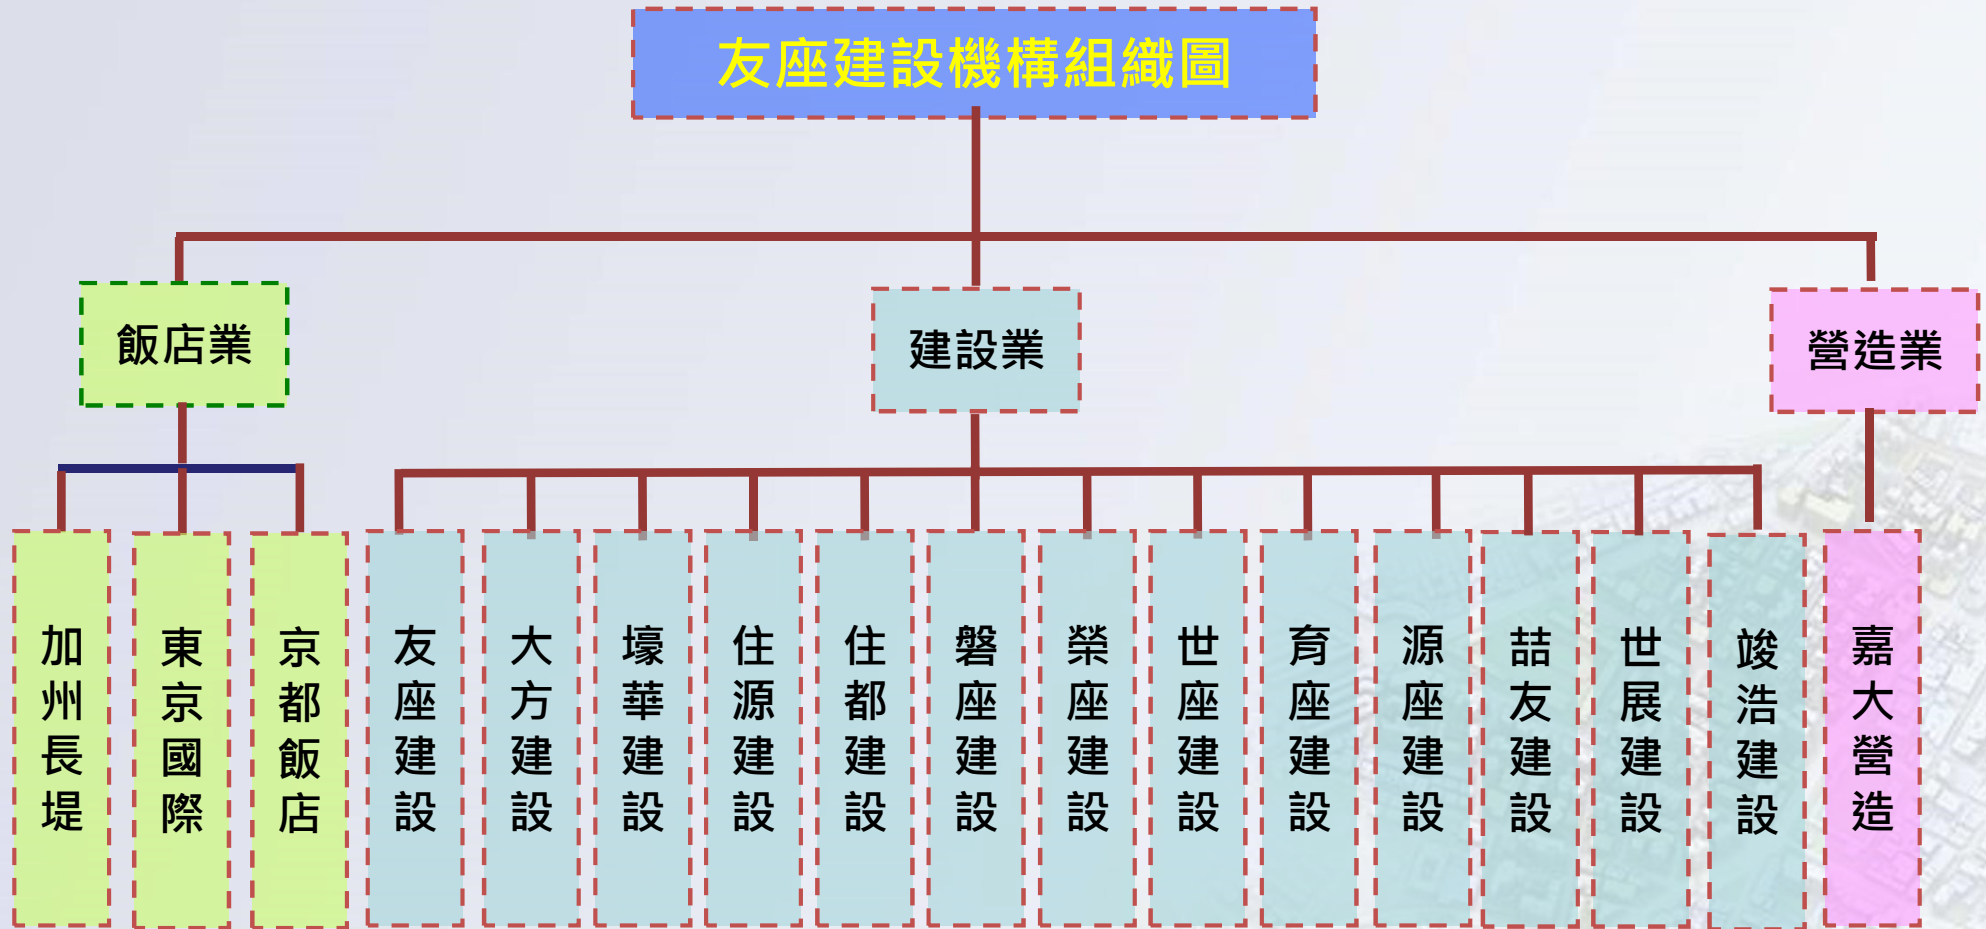 友座建設機構組織圖
飯店業
建設業
營造業
加州長堤
東京國際
京都飯店
友座建設
大方建設
壕華建設
住源建設
住都建設
磐座建設
榮座建設
世座建設
育座建設
源座建設
喆友建設
世展建設
竣浩建設
嘉大營造